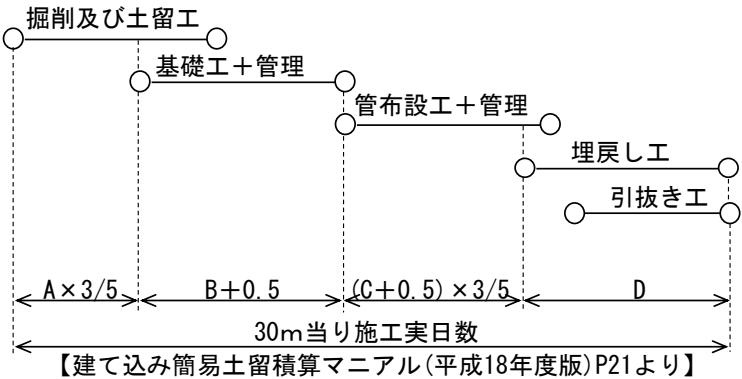 掘削及び土留工
基礎工＋管理
管布設工＋管理
埋戻し工
引抜き工
A×3/5
B＋0.5
(C＋0.5)×3/5
D
30ｍ当り施工実日数
【建て込み簡易土留積算マニアル(平成18年度版)P21より】